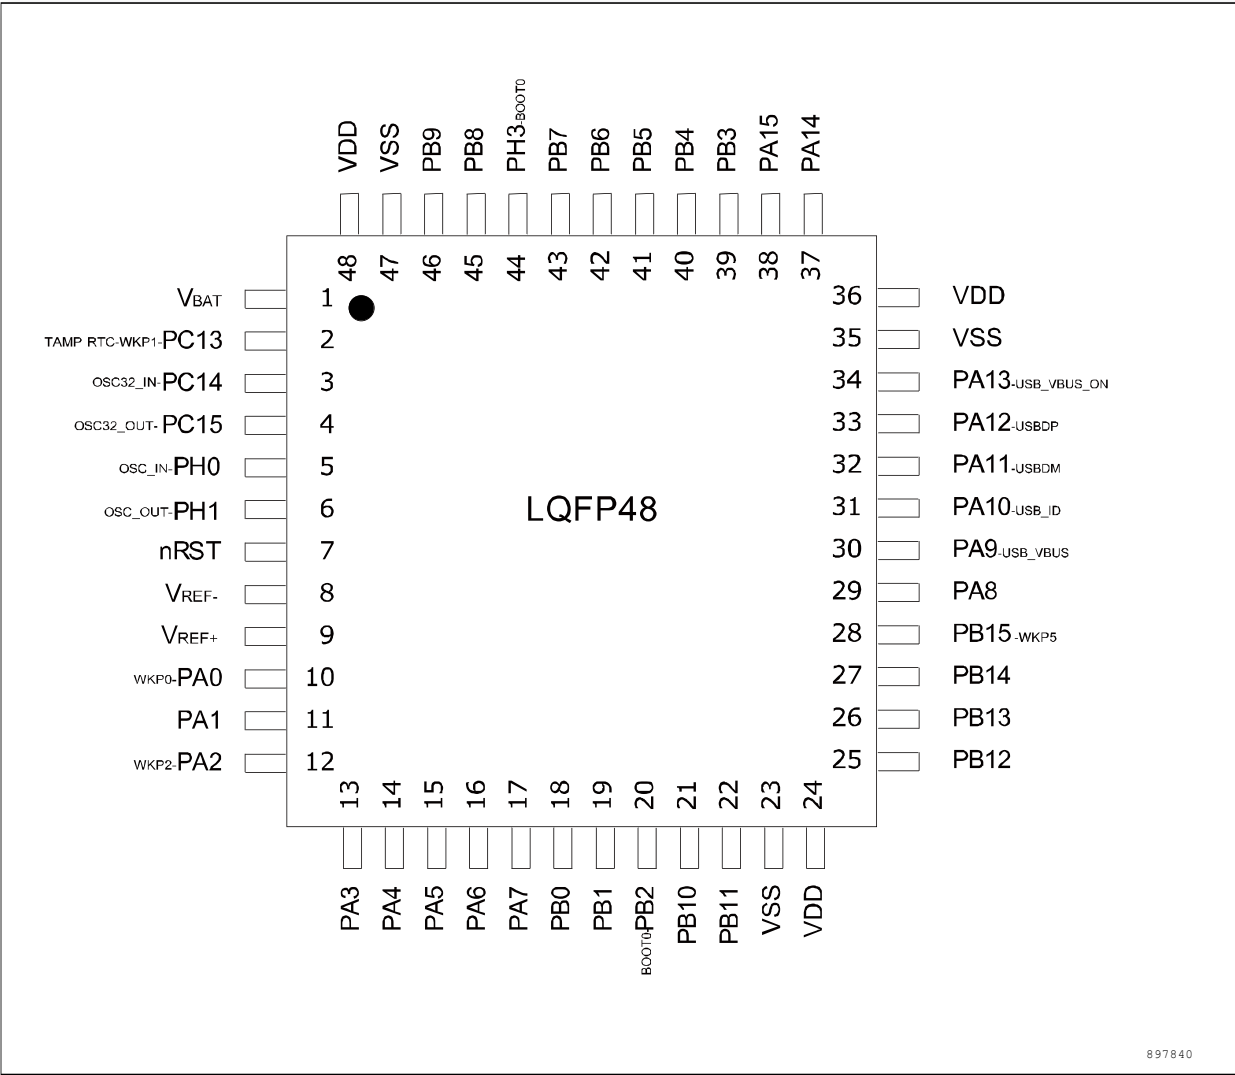 VDD VSS PB9 PB8 PH3-BOOT0 PB7 PB6 PB5 PB4 PB3 PA15 PA14
48 47 46 45 44 43 42 41 40 39 38 37
VBAT 1 36 VDD
TAMP RTC-WKP1-PC13 2 35 VSS
OSC32_IN-PC14 3 34 PA13-USB_VBUS_ON
OSC32_OUT-PC15 4 33 PA12-USBDP
OSC_IN-PH0 5 32 PA11-USBDM
OSC_OUT-PH1 6 31 PA10-USB_ID
LQFP48
nRST 7 30 PA9-USB_VBUS
VREF- 8 29 PA8
VREF+ 9 28 PB15-WKP5
WKP0-PA0 10 27 PB14
PA1 11 26 PB13
WKP2-PA2 12 25 PB12
13 14 15 16 17 18 19 20 21 22 23 24
PA3 PA4 PA5 PA6 PA7 PB0 PB1 BOOT0-PB2 PB10 PB11 VSS VDD
897840